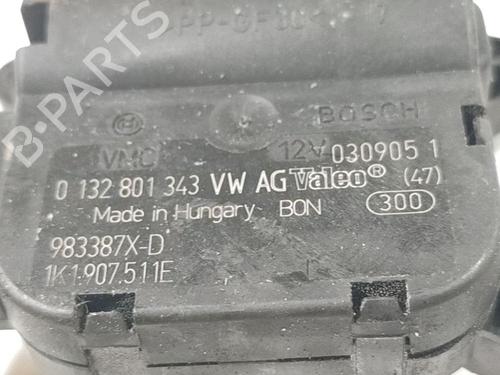 BOSCH
VMC 12V 030905 1
0 132 801 343 VW AG Valeo® (47)
Made in Hungary BON 300
983387X-D
1K1.907.511E
B-PARTS